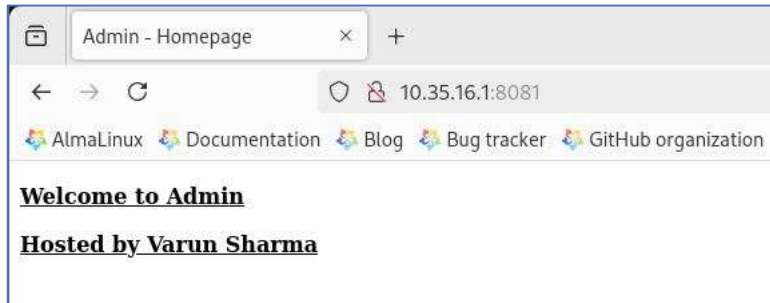 Admin - Homepage
10.35.16.1:8081
AlmaLinux Documentation Blog Bug tracker GitHub organization
Welcome to Admin
Hosted by Varun Sharma